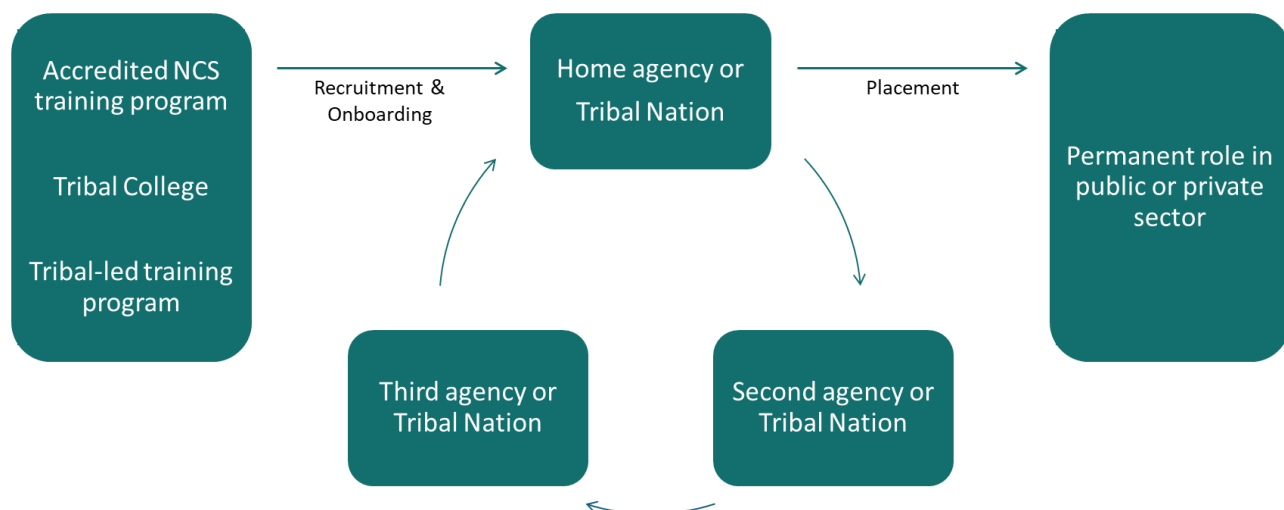 Accredited NCS
training program
Tribal College
Tribal-led training
program
Recruitment &
Onboarding
Home agency or
Tribal Nation
Placement
Permanent role in
public or private
sector
Third agency or
Tribal Nation
Second agency or
Tribal Nation